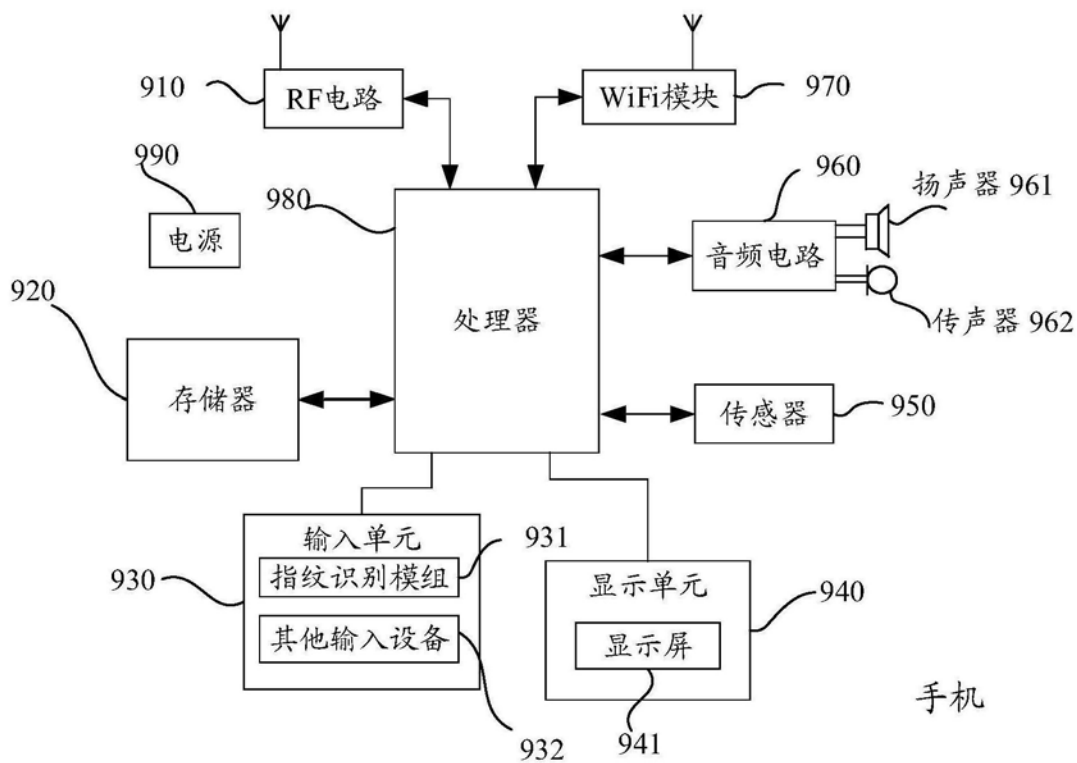 910
RF电路
WiFi模块
970
990
电源
980
960
扬声器 961
音频电路
传声器 962
920
存储器
处理器
传感器
950
930
输入单元
931
指纹识别模组
其他输入设备
932
显示单元
940
显示屏
941
手机